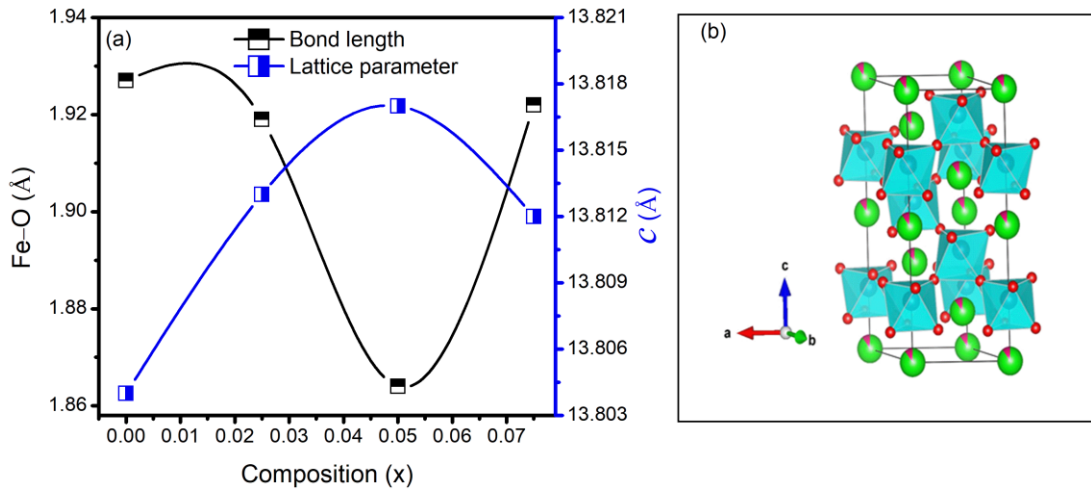 (a)
Bond length
Lattice parameter
Fe–O (Å)
1.94
1.92
1.90
1.88
1.86
0.00 0.01 0.02 0.03 0.04 0.05 0.06 0.07
Composition (x)
13.821
13.818
13.815
13.812
13.809
13.806
13.803
c (Å)
(b)
c
a
b